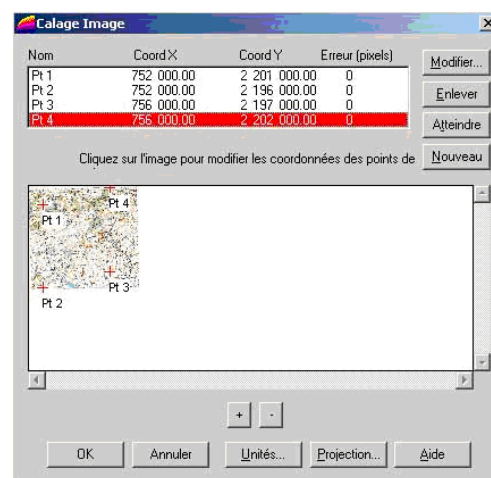 Calage Image
Nom Coord X Coord Y Erreur (pixels)
Pt 1 752 000.00 2 201 000.00 0
Pt 2 752 000.00 2 196 000.00 0
Pt 3 756 000.00 2 197 000.00 0
Pt 4 756 000.00 2 202 000.00 0
Modifier...
Enlever
Atteindre
Nouveau
Cliquez sur l'image pour modifier les coordonnées des points de
Pt 4
Pt 1
Pt 3
Pt 2
+ -
OK Annuler Unités... Projection... Aide